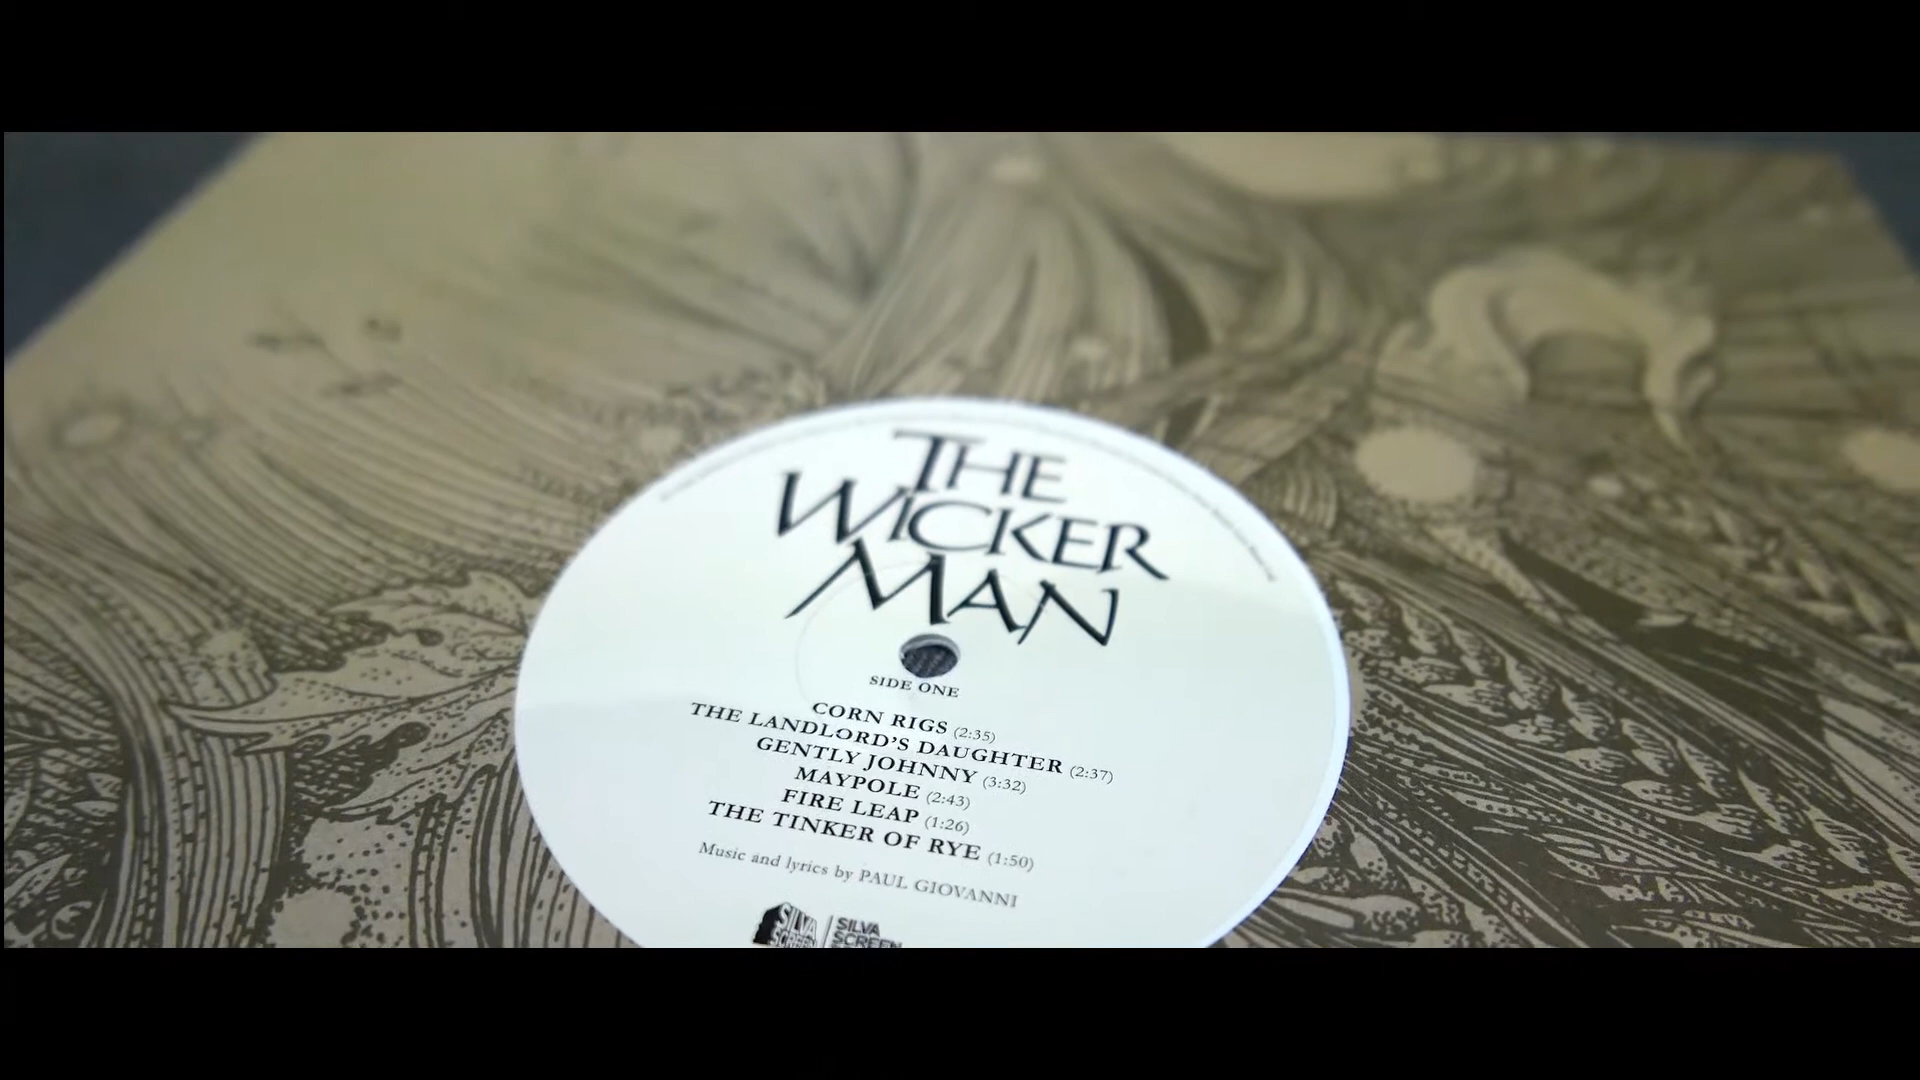 THE
WICKER
MAN
SIDE ONE
CORN RIGS (2:35)
THE LANDLORD'S DAUGHTER (2:37)
GENTLY JOHNNY (3:32)
MAYPOLE (2:43)
FIRE LEAP (1:26)
THE TINKER OF RYE (1:50)
Music and lyrics by PAUL GIOVANNI
SILVA
SCREEN
SILVA
SCREEN